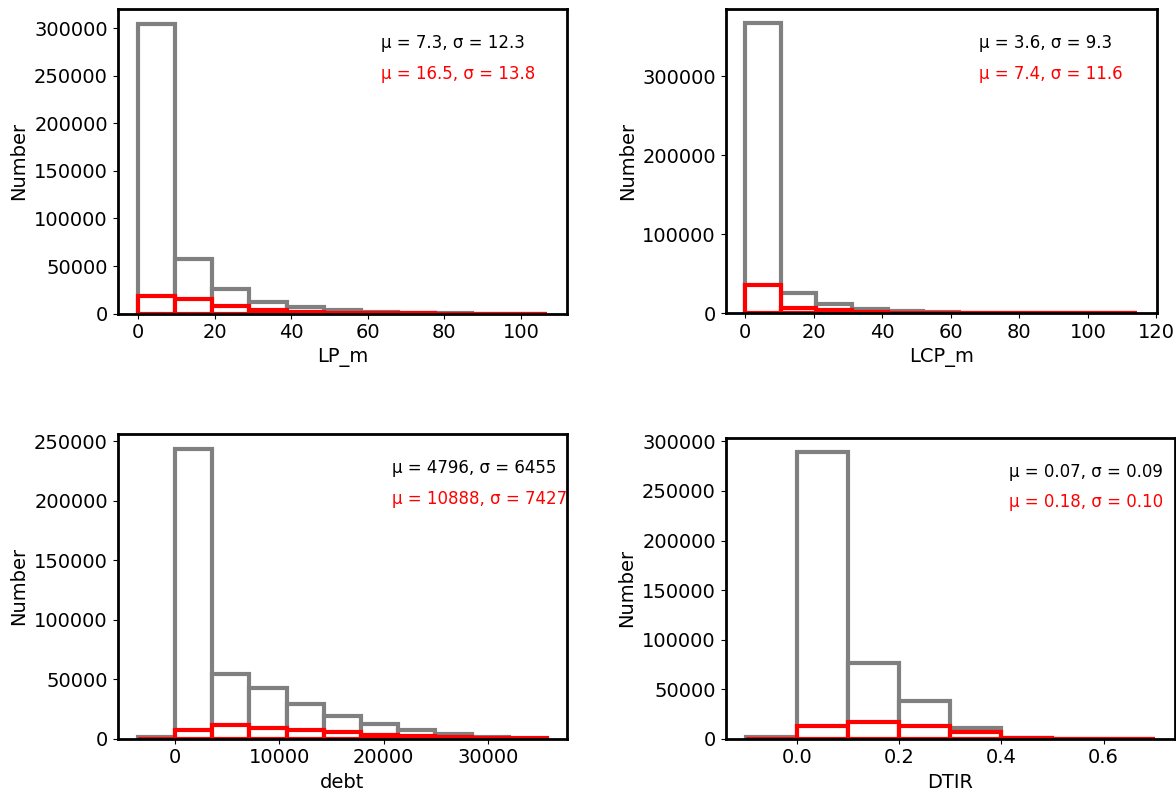 300000
250000
200000
150000
100000
50000
0
Number
μ = 7.3, σ = 12.3
μ = 16.5, σ = 13.8
0 20 40 60 80 100
LP_m
300000
200000
100000
0
Number
μ = 3.6, σ = 9.3
μ = 7.4, σ = 11.6
0 20 40 60 80 100 120
LCP_m
250000
200000
150000
100000
50000
0
Number
μ = 4796, σ = 6455
μ = 10888, σ = 7427
0 10000 20000 30000
debt
300000
250000
200000
150000
100000
50000
0
Number
μ = 0.07, σ = 0.09
μ = 0.18, σ = 0.10
0.0 0.2 0.4 0.6
DTIR